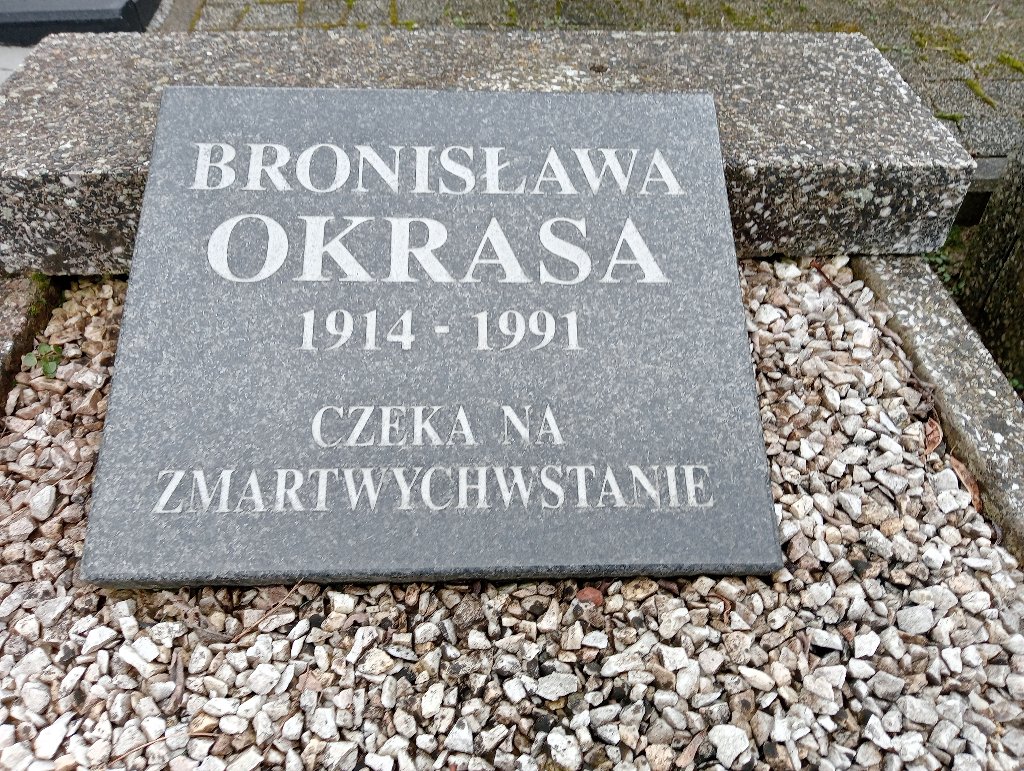 BRONISŁAWA
OKRASA
1914 - 1991
CZEKA NA
ZMARTWYCHWSTANIE